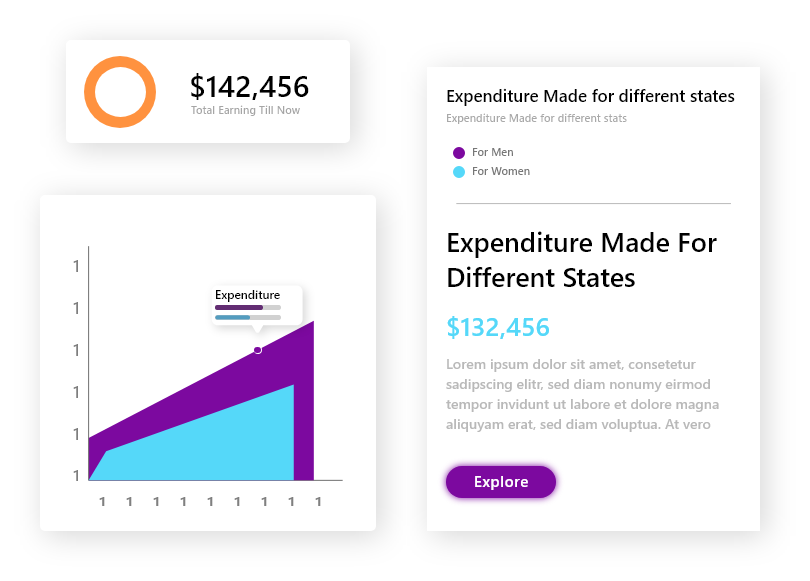 $142,456
Total Earning Till Now
1
1
1
1
1
1
Expenditure
1 1 1 1 1 1 1 1 1
Expenditure Made for different states
Expenditure Made for different stats
For Men
For Women
Expenditure Made For
Different States
$132,456
Lorem ipsum dolor sit amet, consetetur
sadipscing elitr, sed diam nonumy eirmod
tempor invidunt ut labore et dolore magna
aliquyam erat, sed diam voluptua. At vero
Explore